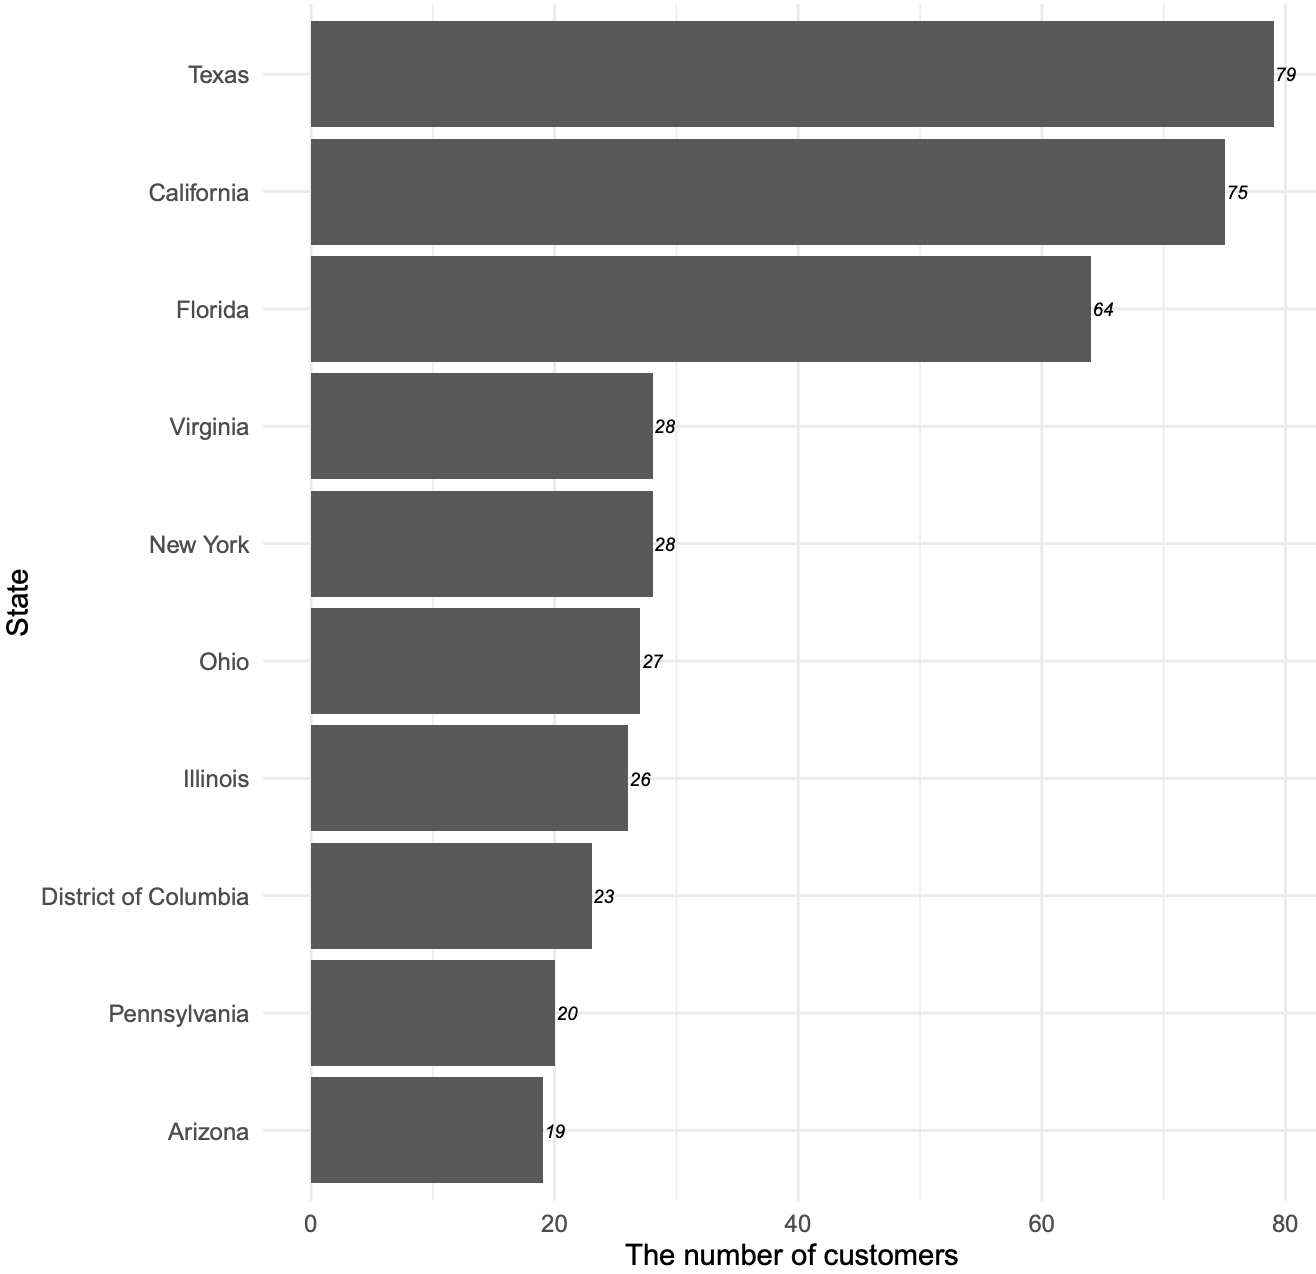 Texas
79
California
75
Florida
64
Virginia
28
New York
28
State
Ohio
27
Illinois
26
District of Columbia
23
Pennsylvania
20
Arizona
19
0 20 40 60 80
The number of customers